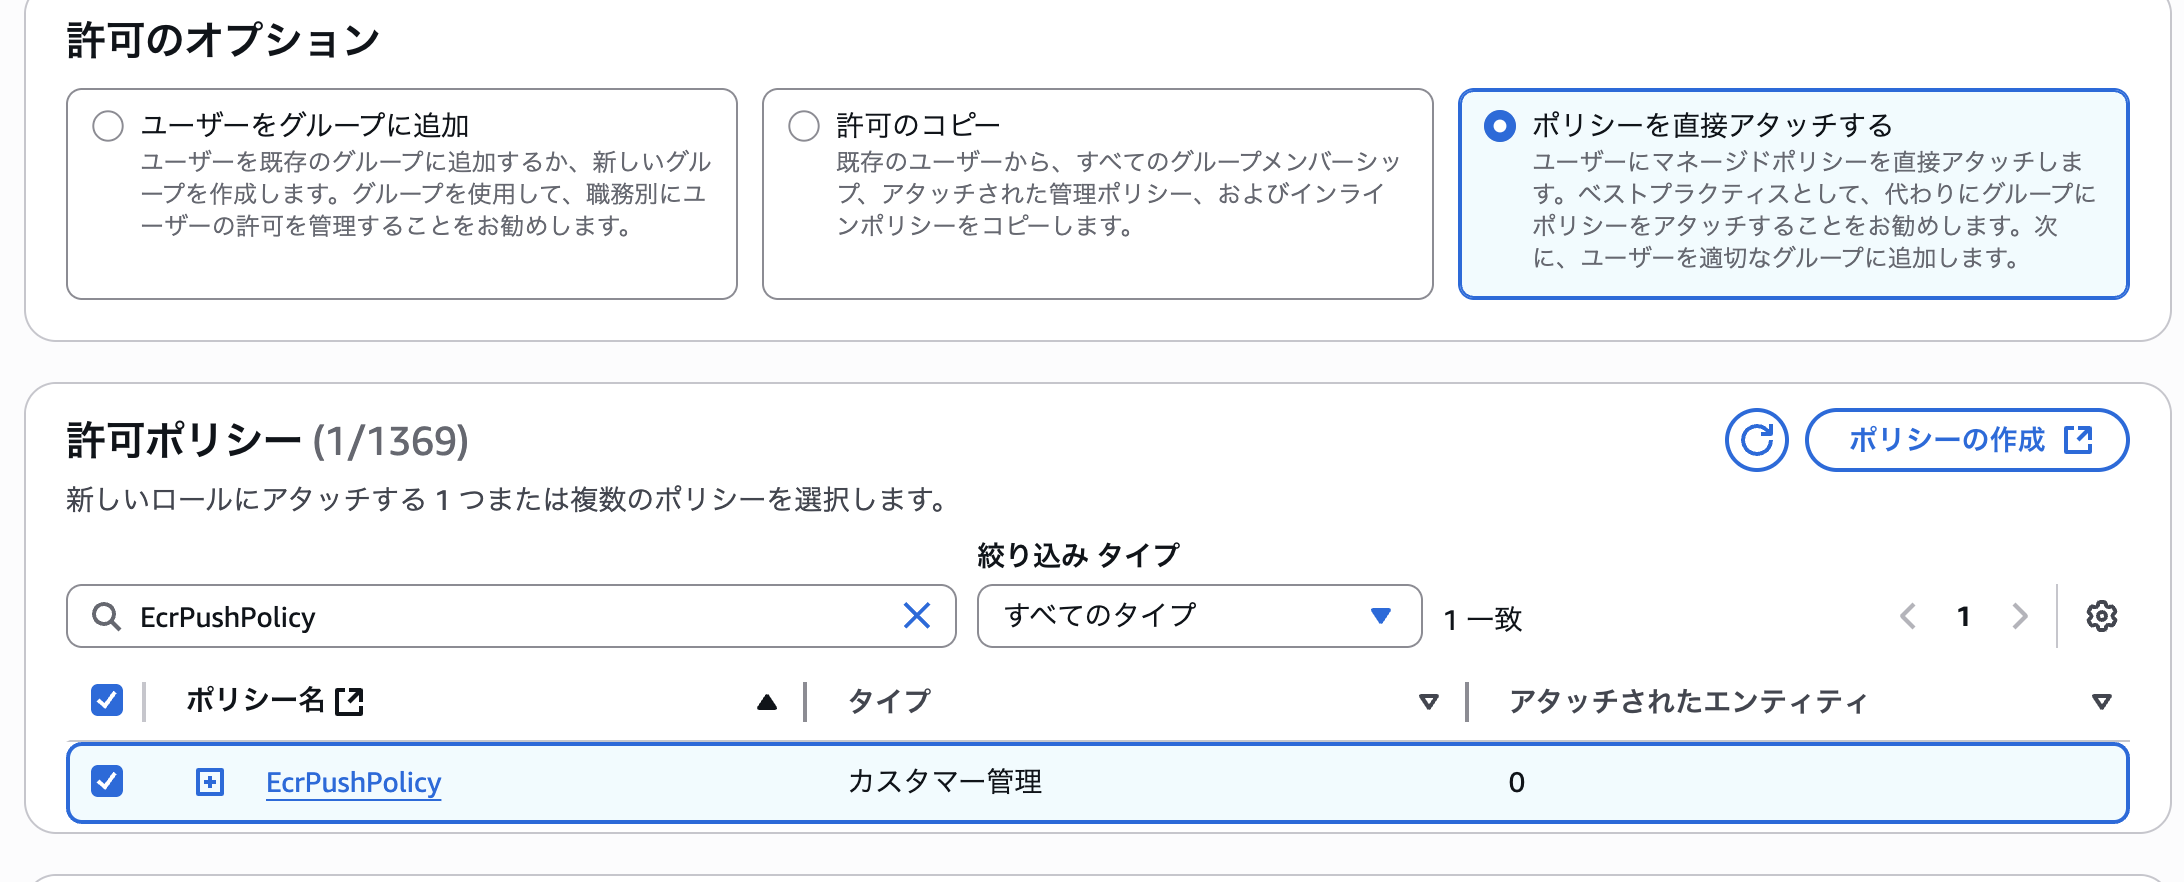 許可のオプション
ユーザーをグループに追加
ユーザーを既存のグループに追加するか、新しいグル
ープを作成します。グループを使用して、職務別にユ
ーザーの許可を管理することをお勧めします。
許可のコピー
既存のユーザーから、すべてのグループメンバーシッ
プ、アタッチされた管理ポリシー、およびインライ
ンポリシーをコピーします。
ポリシーを直接アタッチする
ユーザーにマネージドポリシーを直接アタッチしま
す。ベストプラクティスとして、代わりにグループに
ポリシーをアタッチすることをお勧めします。次
に、ユーザーを適切なグループに追加します。
許可ポリシー (1/1369)
ポリシーの作成
新しいロールにアタッチする 1 つまたは複数のポリシーを選択します。
絞り込み タイプ
EcrPushPolicy
すべてのタイプ
1 一致
1
ポリシー名
タイプ
アタッチされたエンティティ
EcrPushPolicy
カスタマー管理
0